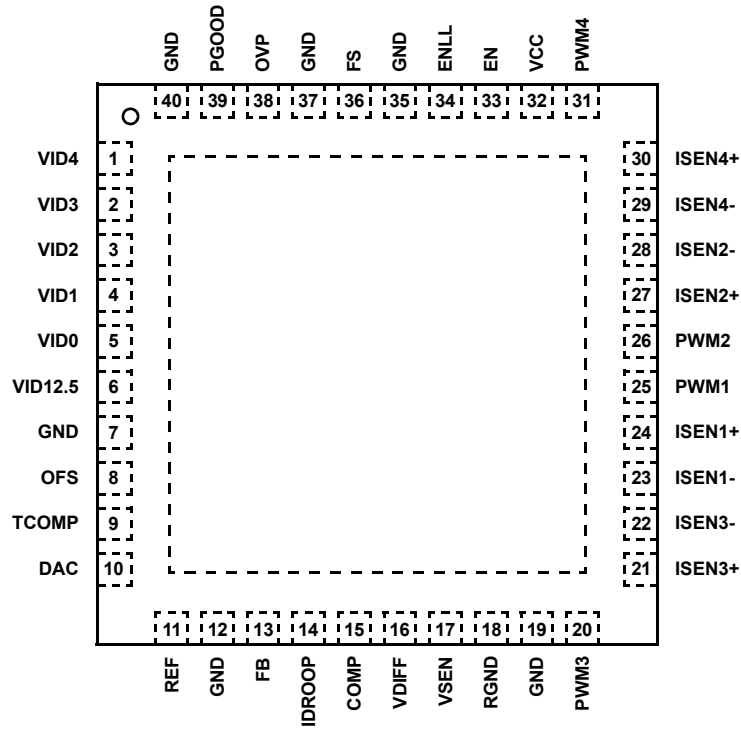 GND PGOOD OVP GND FS GND ENLL EN VCC PWM4
40 39 38 37 36 35 34 33 32 31
VID4 1 30 ISEN4+
VID3 2 29 ISEN4-
VID2 3 28 ISEN2-
VID1 4 27 ISEN2+
VID0 5 26 PWM2
VID12.5 6 25 PWM1
GND 7 24 ISEN1+
OFS 8 23 ISEN1-
TCOMP 9 22 ISEN3-
DAC 10 21 ISEN3+
11 12 13 14 15 16 17 18 19 20
REF GND FB IDROOP COMP VDIFF VSEN RGND GND PWM3